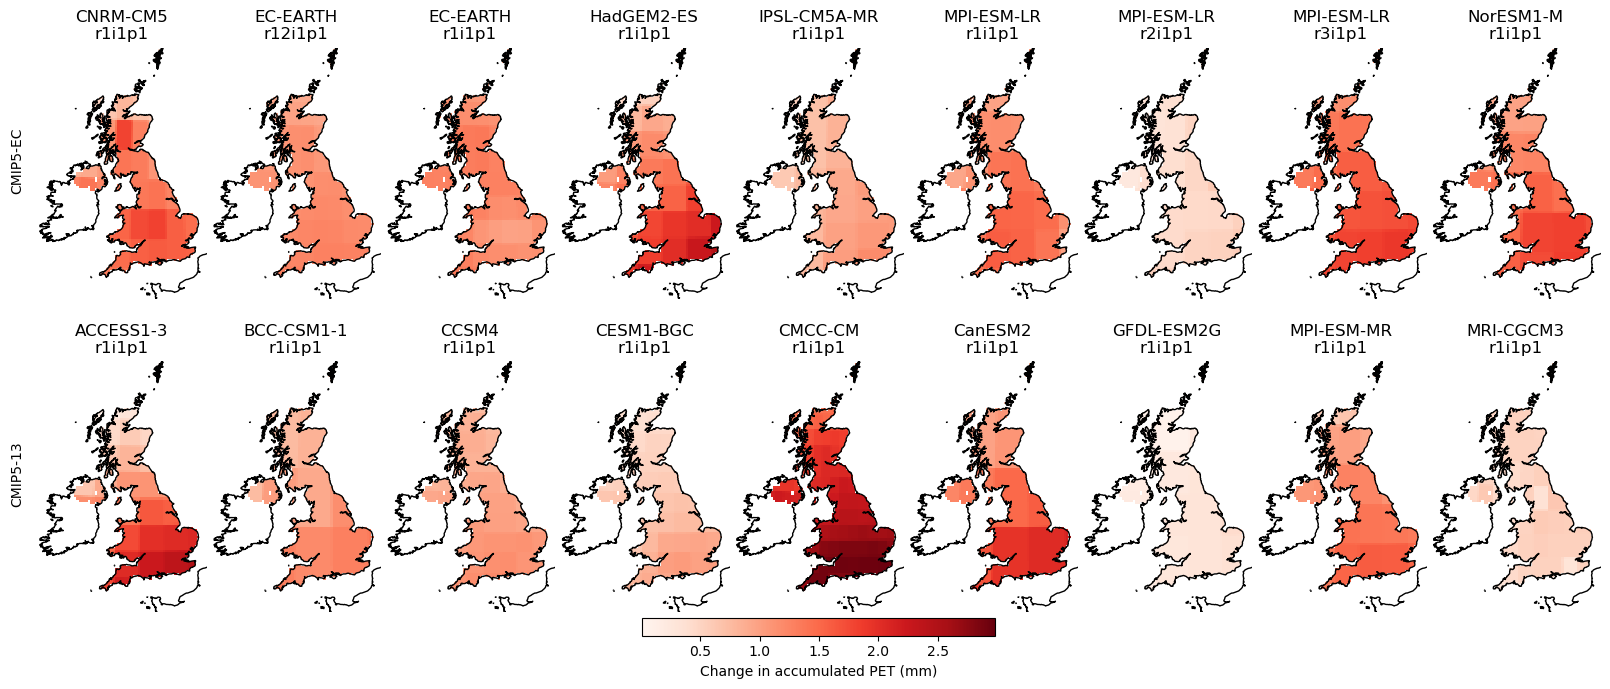 CNRM-CM5
r1i1p1
EC-EARTH
r12i1p1
EC-EARTH
r1i1p1
HadGEM2-ES
r1i1p1
IPSL-CM5A-MR
r1i1p1
MPI-ESM-LR
r1i1p1
MPI-ESM-LR
r2i1p1
MPI-ESM-LR
r3i1p1
NorESM1-M
r1i1p1
CMIP5-EC
ACCESS1-3
r1i1p1
BCC-CSM1-1
r1i1p1
CCSM4
r1i1p1
CESM1-BGC
r1i1p1
CMCC-CM
r1i1p1
CanESM2
r1i1p1
GFDL-ESM2G
r1i1p1
MPI-ESM-MR
r1i1p1
MRI-CGCM3
r1i1p1
CMIP5-13
0.5 1.0 1.5 2.0 2.5
Change in accumulated PET (mm)